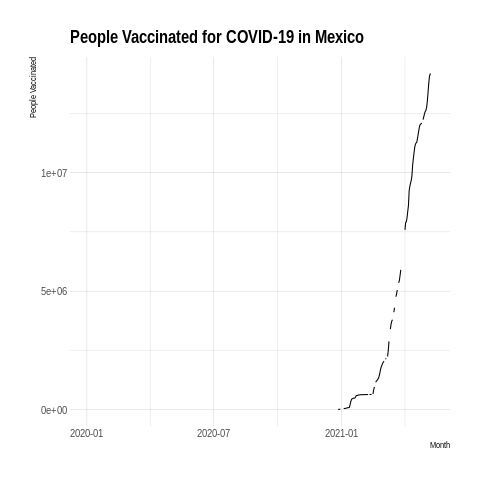 People Vaccinated for COVID-19 in Mexico
People Vaccinated
1e+07
5e+06
0e+00
2020-01
2020-07
2021-01
Month